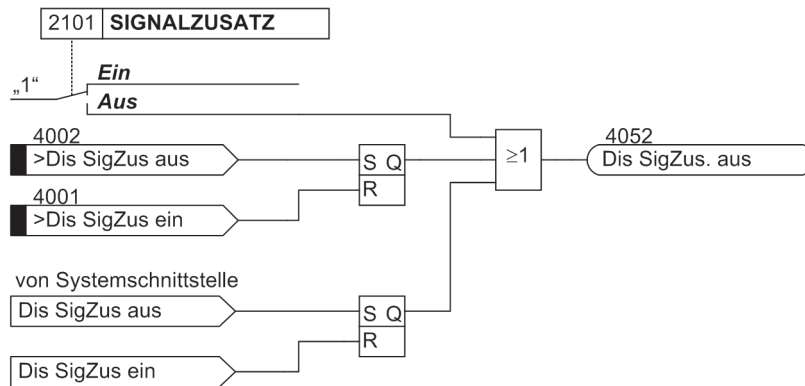 2101 SIGNALZUSATZ
Ein
„1“
Aus
4002
>Dis SigZus aus
S Q
R
≥1
4052
Dis SigZus. aus
4001
>Dis SigZus ein
von Systemschnittstelle
Dis SigZus aus
S Q
R
Dis SigZus ein